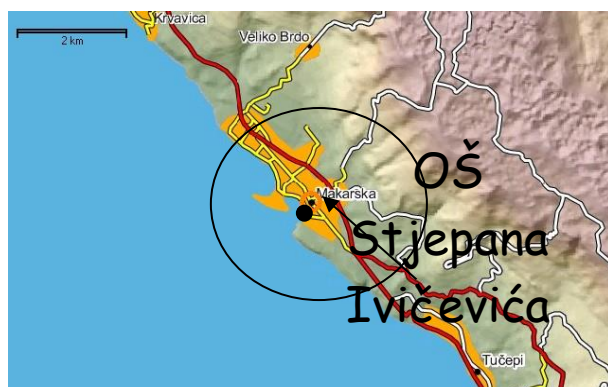 Krvavica
Veliko Brdo
2 km
Makarska
OŠ
Stjepana
Ivičevića
Tučepi